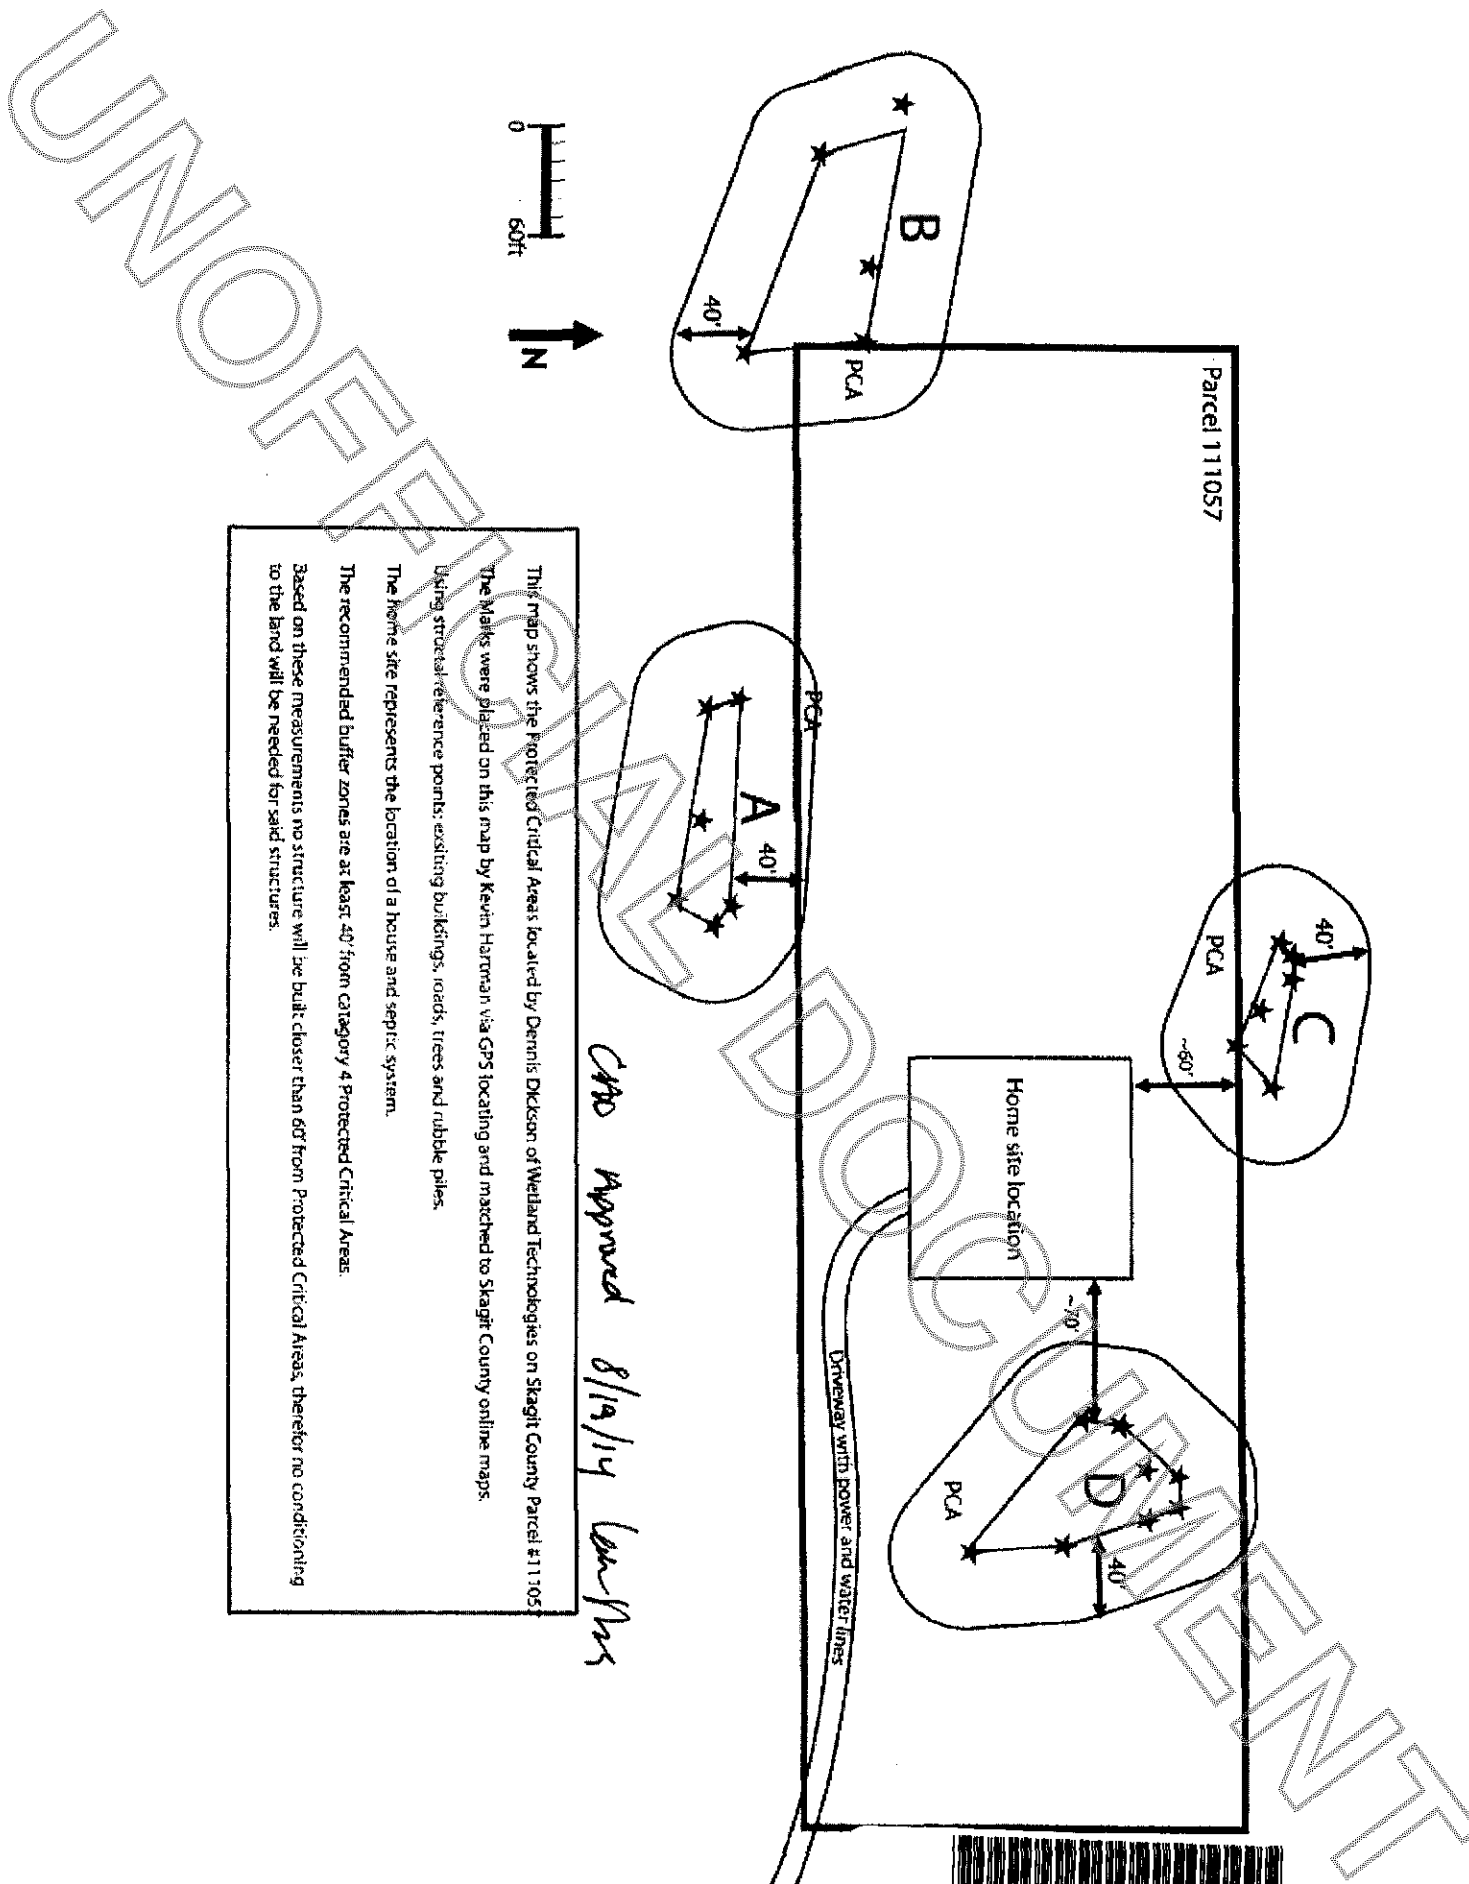 UNOFFICIAL DOCUMENT
Parcel 111057
B
40'
PCA
C
40'
PCA
~60'
Home site location
~70'
D
40'
PCA
Driveway with power and water lines
A
40'
PCA
0
60ft
N
CAO Approved 8/19/14
This map shows the Protected Critical Areas located by Dennis Dickson of Wetland Technologies on Skagit County Parcel #111057
The Marks were placed on this map by Kevin Hartman via GPS locating and matched to Skagit County online maps.
Using structal reference points; exsiting buildings, roads, trees and rubble piles.
The home site represents the location of a house and septic system.
The recommended buffer zones are at least 40' from catagory 4 Protected Critical Areas.
Based on these measurements no structure will be built closer than 60' from Protected Critical Areas, therefor no conditioning
to the land will be needed for said structures.